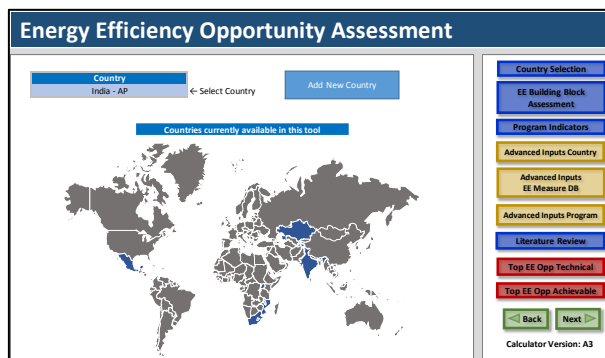 Energy Efficiency Opportunity Assessment
Country
India - AP
← Select Country
Add New Country
Countries currently available in this tool
Country Selection
EE Building Block
Assessment
Program Indicators
Advanced Inputs Country
Advanced Inputs
EE Measure DB
Advanced Inputs Program
Literature Review
Top EE Opp Technical
Top EE Opp Achievable
Back
Next
Calculator Version: A3